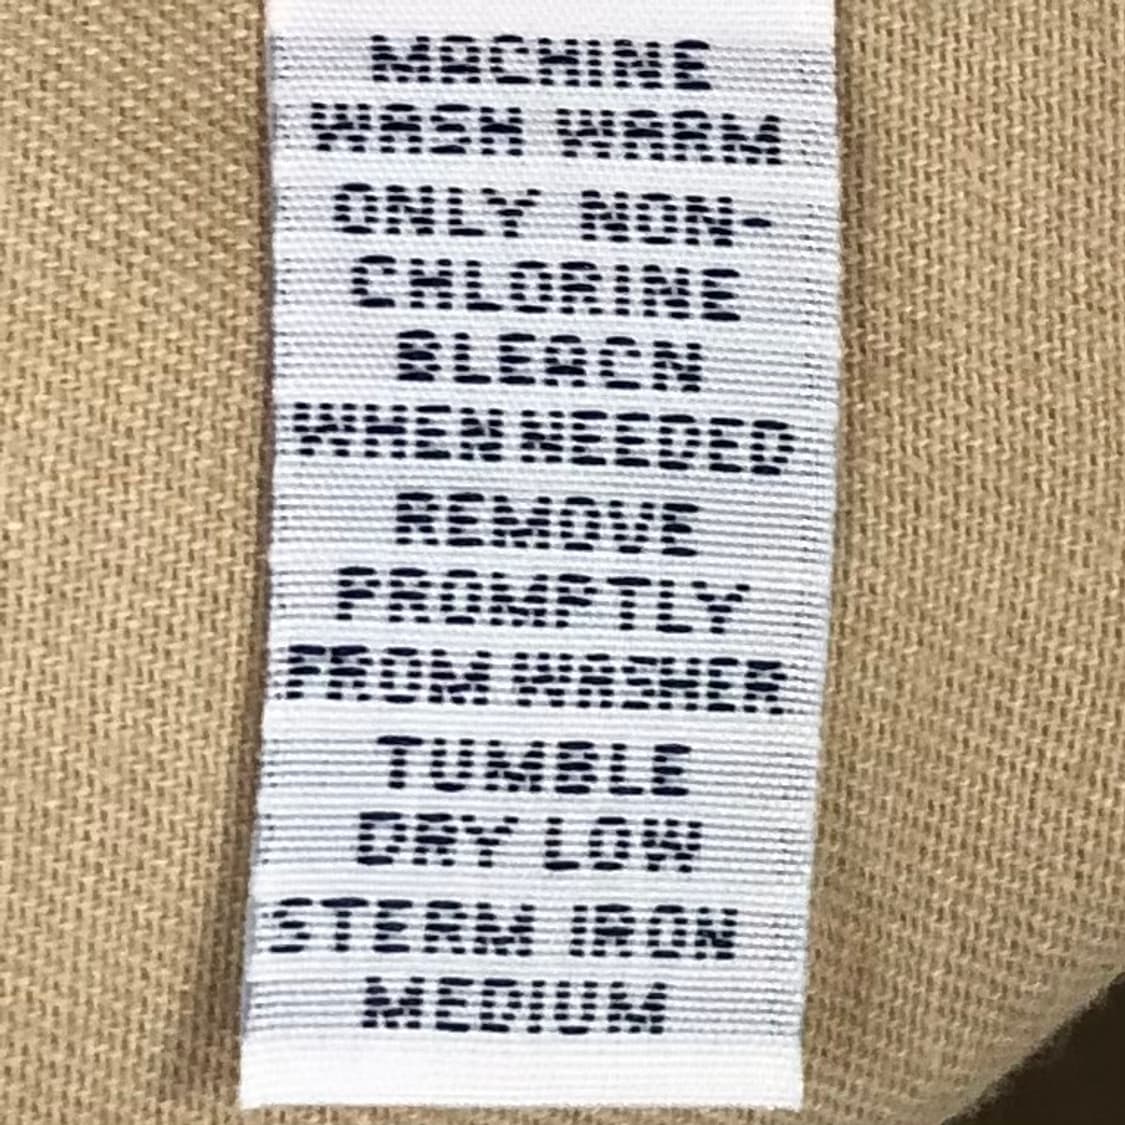 MACHINE
WASH WARM
ONLY NON-
CHLORINE
BLEACN
WHEN NEEDED
REMOVE
PROMPTLY
FROM WASHER
TUMBLE
DRY LOW
STERM IRON
MEDIUM